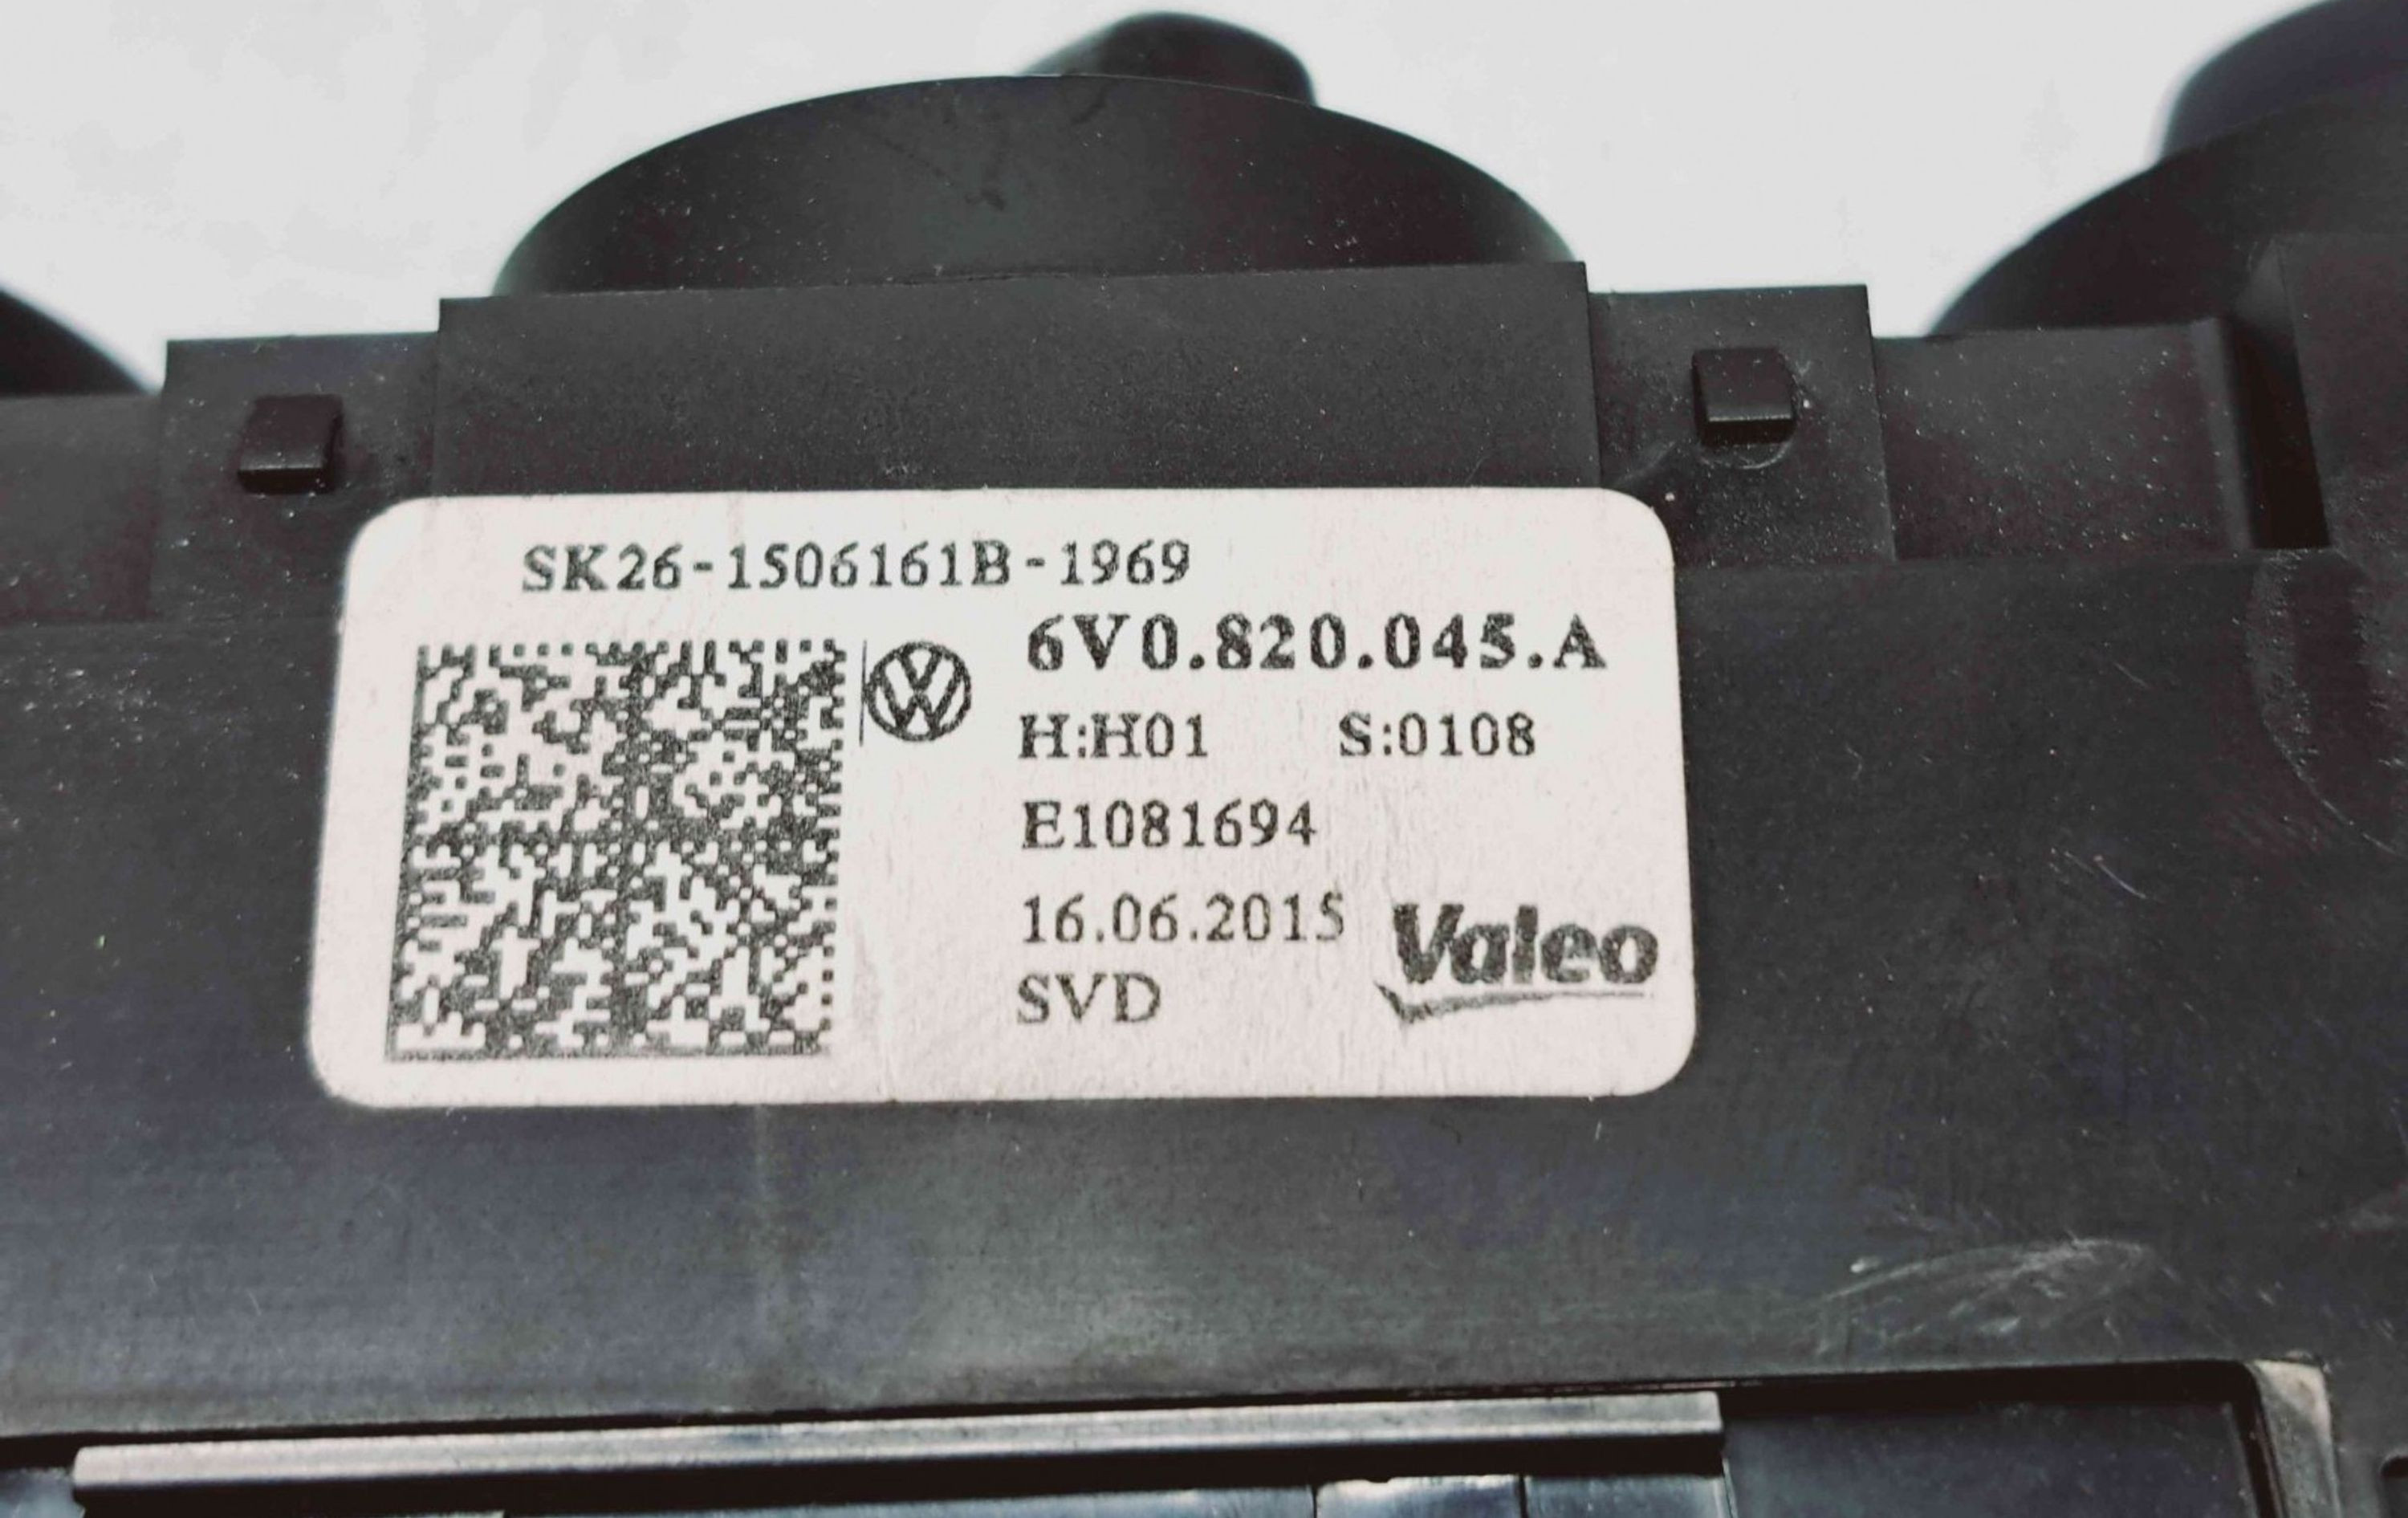 SK26-1506161B-1969
6V0.820.045.A
H:H01 S:0108
E1081694
16.06.2015
SVD
Valeo